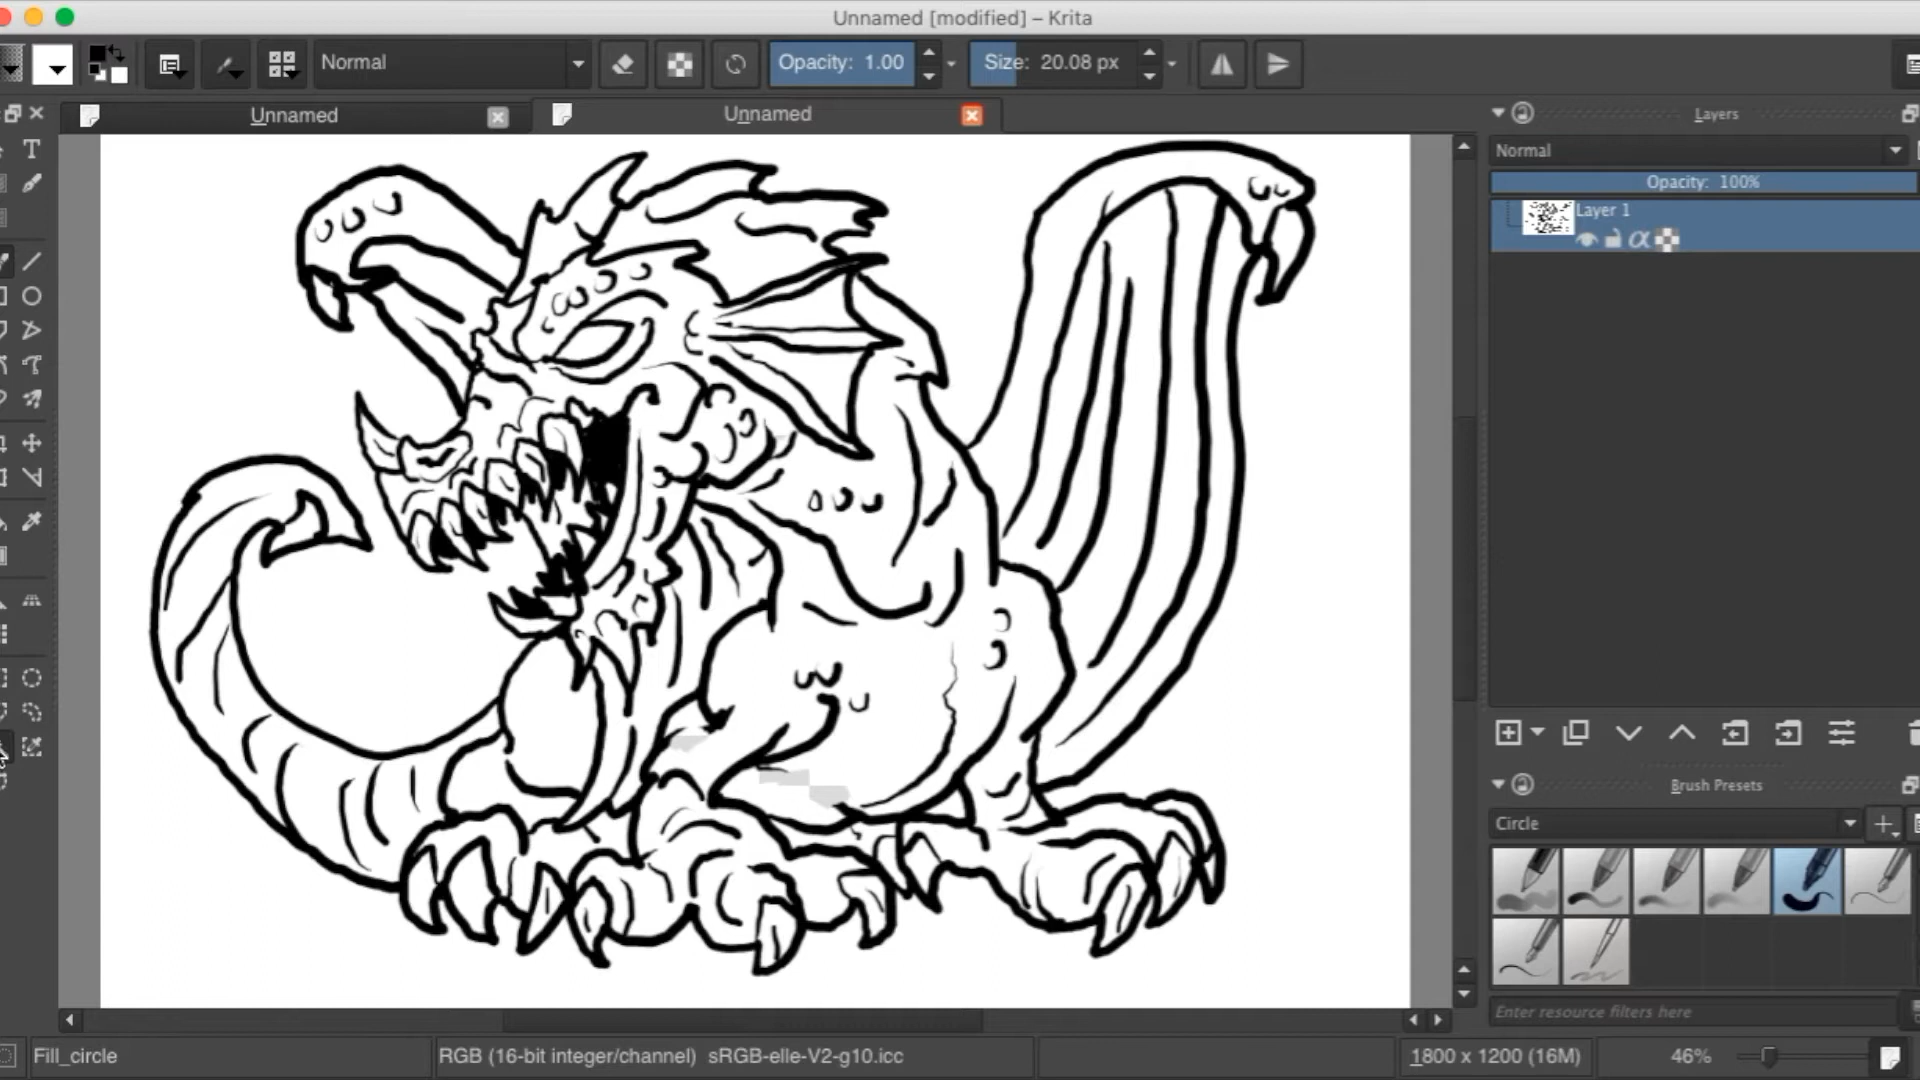 Unnamed [modified] – Krita
Normal
Opacity: 1.00
Size: 20.08 px
Unnamed
Unnamed
Layers
Normal
Opacity: 100%
Layer 1
Brush Presets
Circle
Enter resource filters here
Fill_circle
RGB (16-bit integer/channel) sRGB-elle-V2-g10.icc
1800 x 1200 (16M)
46%